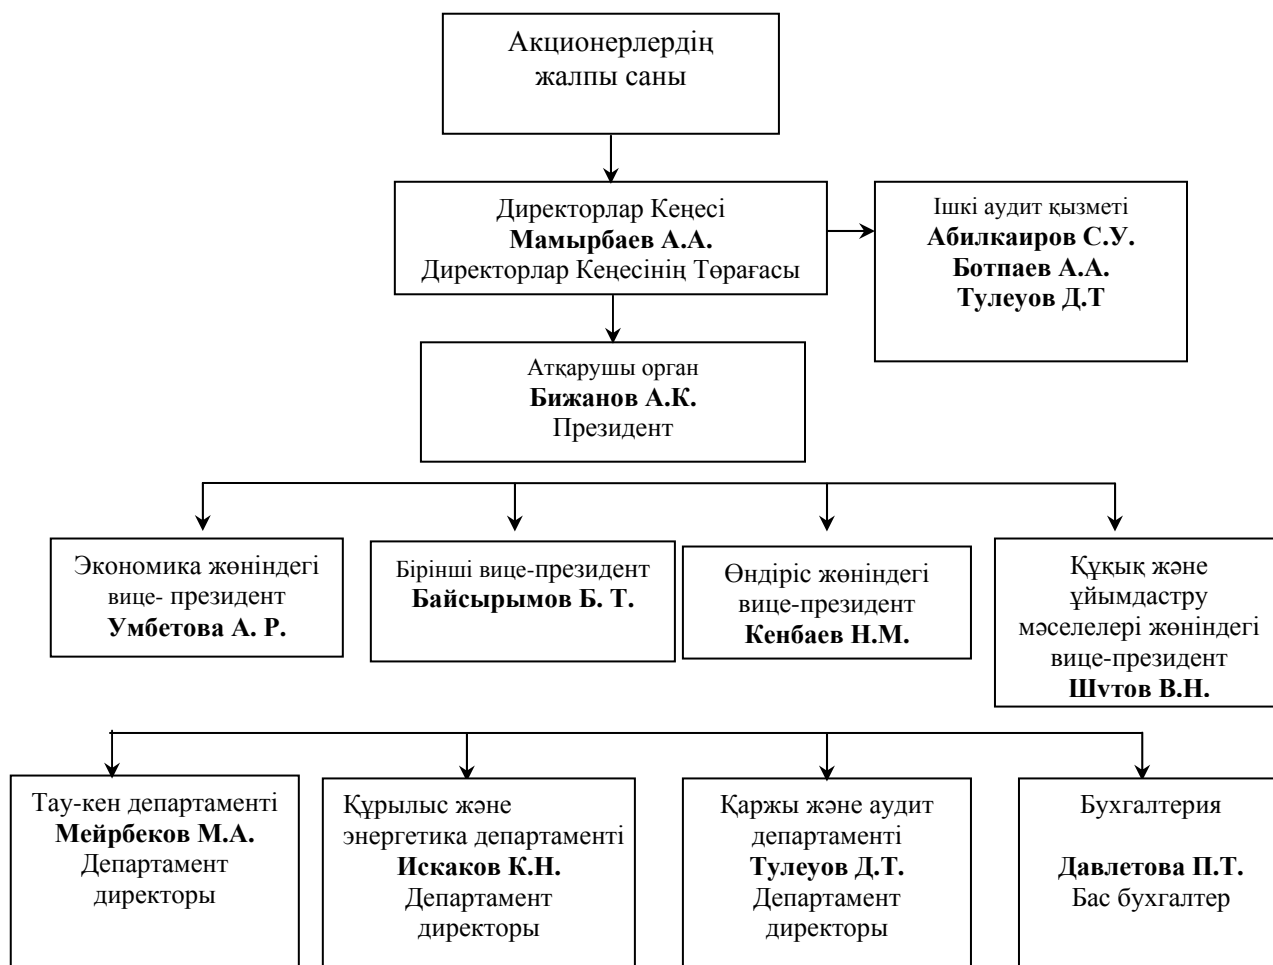 Акционерлердің
жалпы саны
Директорлар Кеңесі
Мамырбаев А.А.
Директорлар Кеңесінің Төрағасы
Ішкі аудит қызметі
Абилкаиров С.У.
Ботпаев А.А.
Тулеуов Д.Т
Атқарушы орган
Бижанов А.К.
Президент
Экономика жөніндегі
вице- президент
Умбетова А. Р.
Бірінші вице-президент
Байсырымов Б. Т.
Өндіріс жөніндегі
вице-президент
Кенбаев Н.М.
Құқық және
ұйымдастру
мәселелері жөніндегі
вице-президент
Шутов В.Н.
Тау-кен департаменті
Мейрбеков М.А.
Департамент
директоры
Құрылыс және
энергетика департаменті
Искаков К.Н.
Департамент
директоры
Қаржы және аудит
департаменті
Тулеуов Д.Т.
Департамент
директоры
Бухгалтерия
Давлетова П.Т.
Бас бухгалтер